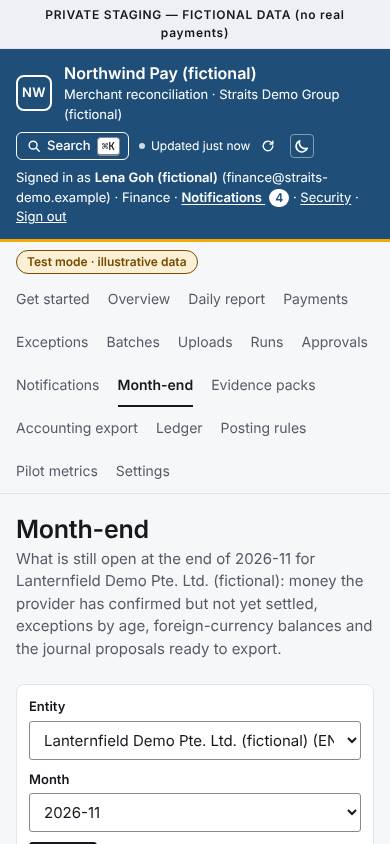 PRIVATE STAGING — FICTIONAL DATA (no real
payments)
NW
Northwind Pay (fictional)
Merchant reconciliation · Straits Demo Group
(fictional)
Search ⌘K Updated just now
Signed in as Lena Goh (fictional) (finance@straits-
demo.example) · Finance · Notifications 4 · Security ·
Sign out
Test mode · illustrative data
Get started Overview Daily report Payments
Exceptions Batches Uploads Runs Approvals
Notifications Month-end Evidence packs
Accounting export Ledger Posting rules
Pilot metrics Settings
Month-end
What is still open at the end of 2026-11 for
Lanternfield Demo Pte. Ltd. (fictional): money the
provider has confirmed but not yet settled,
exceptions by age, foreign-currency balances and
the journal proposals ready to export.
Entity
Lanternfield Demo Pte. Ltd. (fictional) (EN
Month
2026-11